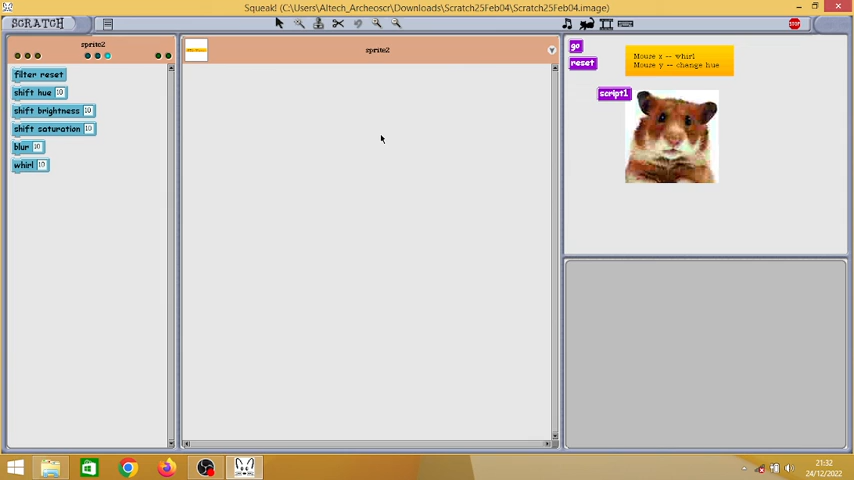 Squeak! (C:\Users\Altech_Archeoscr\Downloads\Scratch25Feb04\Scratch25Feb04.image)
SCRATCH
sprite2
sprite2
filter reset
shift hue 10
shift brightness 10
shift saturation 10
blur 10
whirl 10
go
reset
Mouse x -- whirl
Mouse y -- change hue
script1
STOP
21:32
24/12/2022